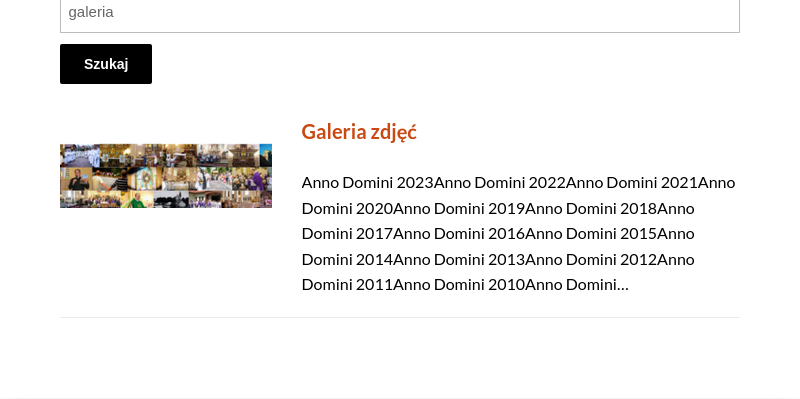 galeria
Szukaj
Galeria zdjęć
Anno Domini 2023Anno Domini 2022Anno Domini 2021Anno
Domini 2020Anno Domini 2019Anno Domini 2018Anno
Domini 2017Anno Domini 2016Anno Domini 2015Anno
Domini 2014Anno Domini 2013Anno Domini 2012Anno
Domini 2011Anno Domini 2010Anno Domini...